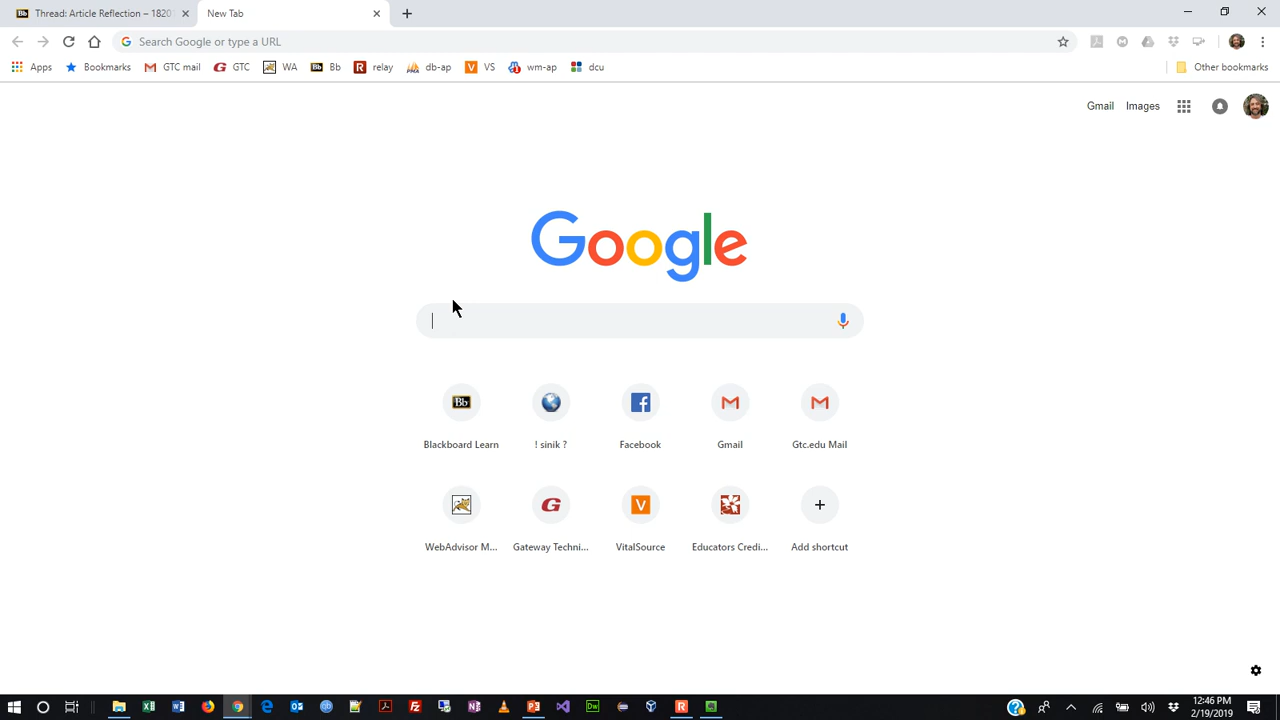 Thread: Article Reflection – 1820
New Tab
Search Google or type a URL
Apps Bookmarks GTC mail GTC WA Bb relay db-ap VS wm-ap dcu Other bookmarks
Gmail Images
Google
Blackboard Learn ! sinik ? Facebook Gmail Gtc.edu Mail
WebAdvisor M... Gateway Techni... VitalSource Educators Credi... Add shortcut
12:46 PM
2/19/2019